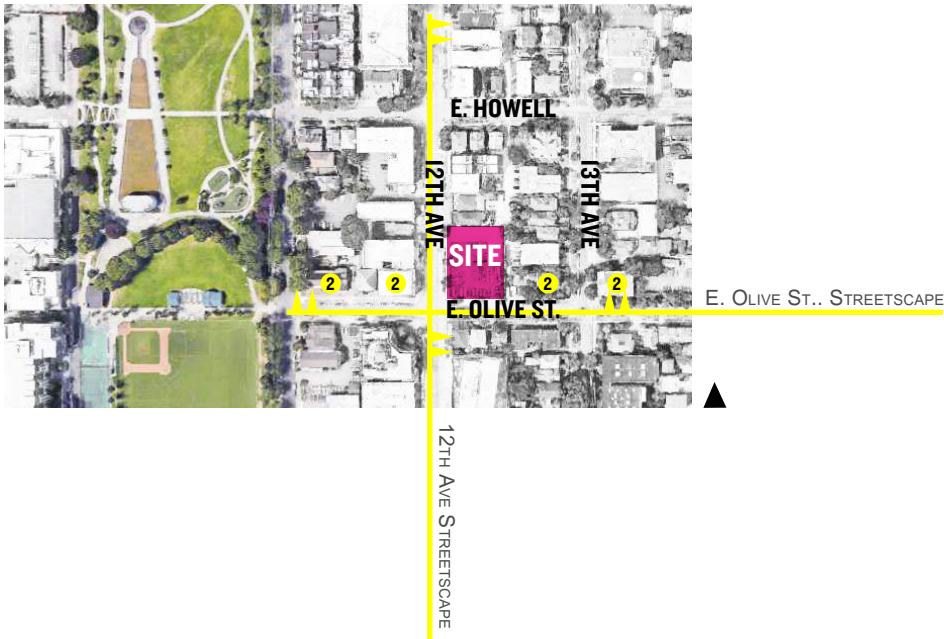 E. HOWELL
12TH AVE
13TH AVE
SITE
2
2
2
2
E. OLIVE ST.
E. OLIVE ST.. STREETSCAPE
12TH AVE STREETSCAPE